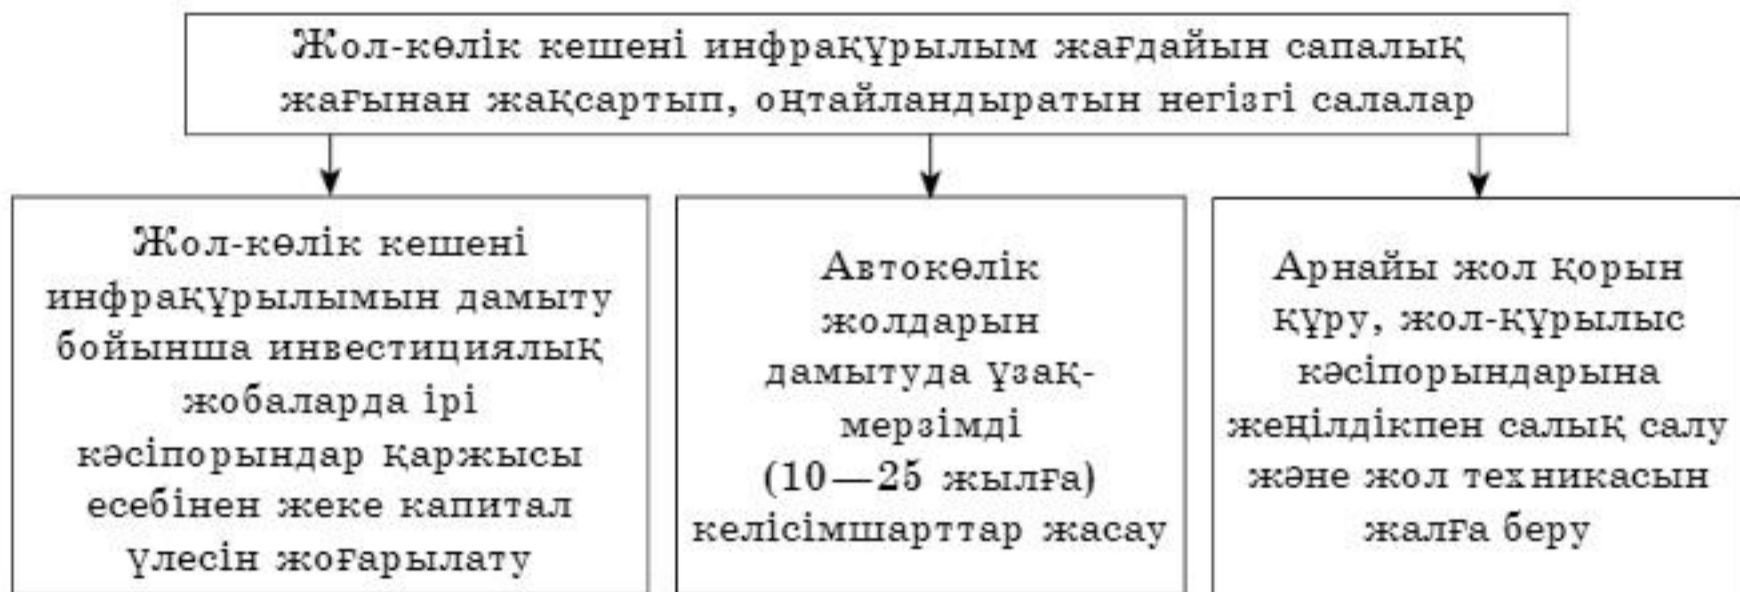 Жол-көлік кешені инфрақұрылым жағдайын сапалық
жағынан жақсартып, оңтайландыратын негізгі салалар
Жол-көлік кешені
инфрақұрылымын дамыту
бойынша инвестициялық
жобаларда ірі
кәсіпорындар қаржысы
есебінен жеке капитал
үлесін жоғарылату
Автокөлік
жолдарын
дамытуда ұзақ-
мерзімді
(10—25 жылға)
келісімшарттар жасау
Арнайы жол қорын
құру, жол-құрылыс
кәсіпорындарына
жеңілдікпен салық салу
және жол техникасын
жалға беру